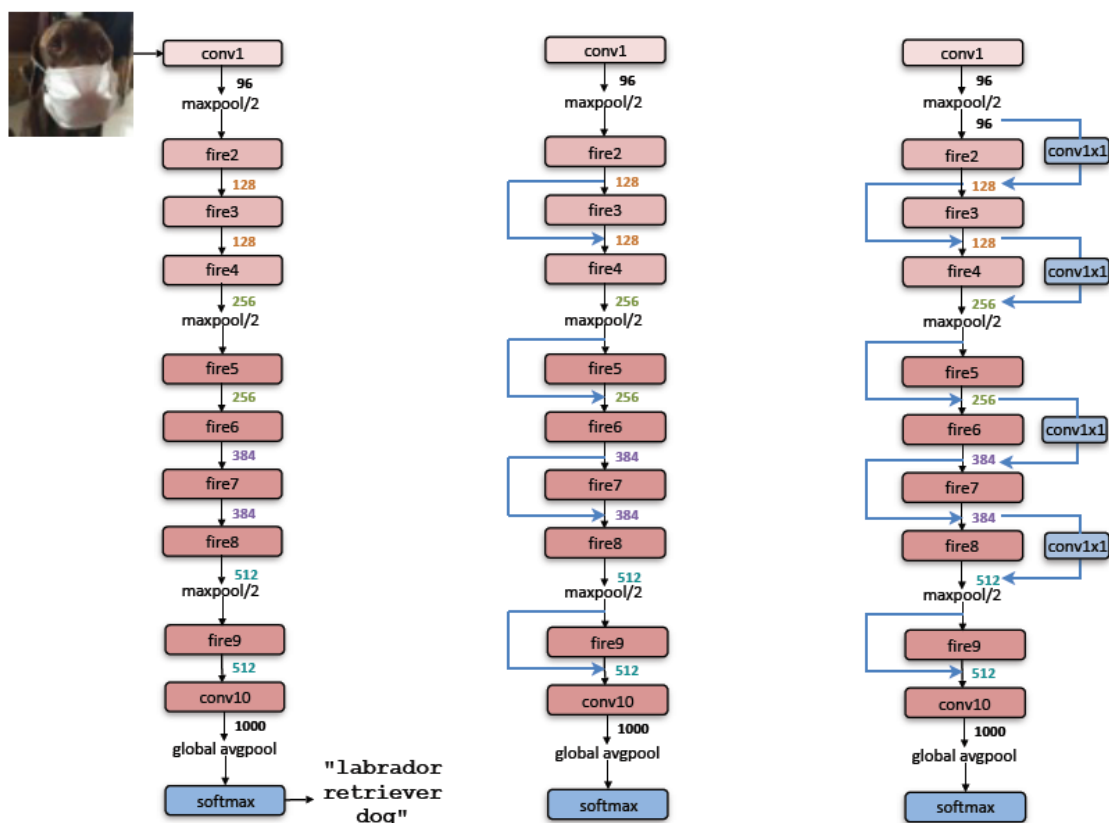 conv1
96
maxpool/2
fire2
128
fire3
128
fire4
256
maxpool/2
fire5
256
fire6
384
fire7
384
fire8
512
maxpool/2
fire9
512
conv10
1000
global avgpool
softmax
"labrador
retriever
dog"
conv1
96
maxpool/2
fire2
128
fire3
128
fire4
256
maxpool/2
fire5
256
fire6
384
fire7
384
fire8
512
maxpool/2
fire9
512
conv10
1000
global avgpool
softmax
conv1
96
maxpool/2
96
conv1x1
fire2
128
fire3
128
conv1x1
fire4
256
maxpool/2
fire5
256
conv1x1
fire6
384
fire7
384
conv1x1
fire8
512
maxpool/2
fire9
512
conv10
1000
global avgpool
softmax